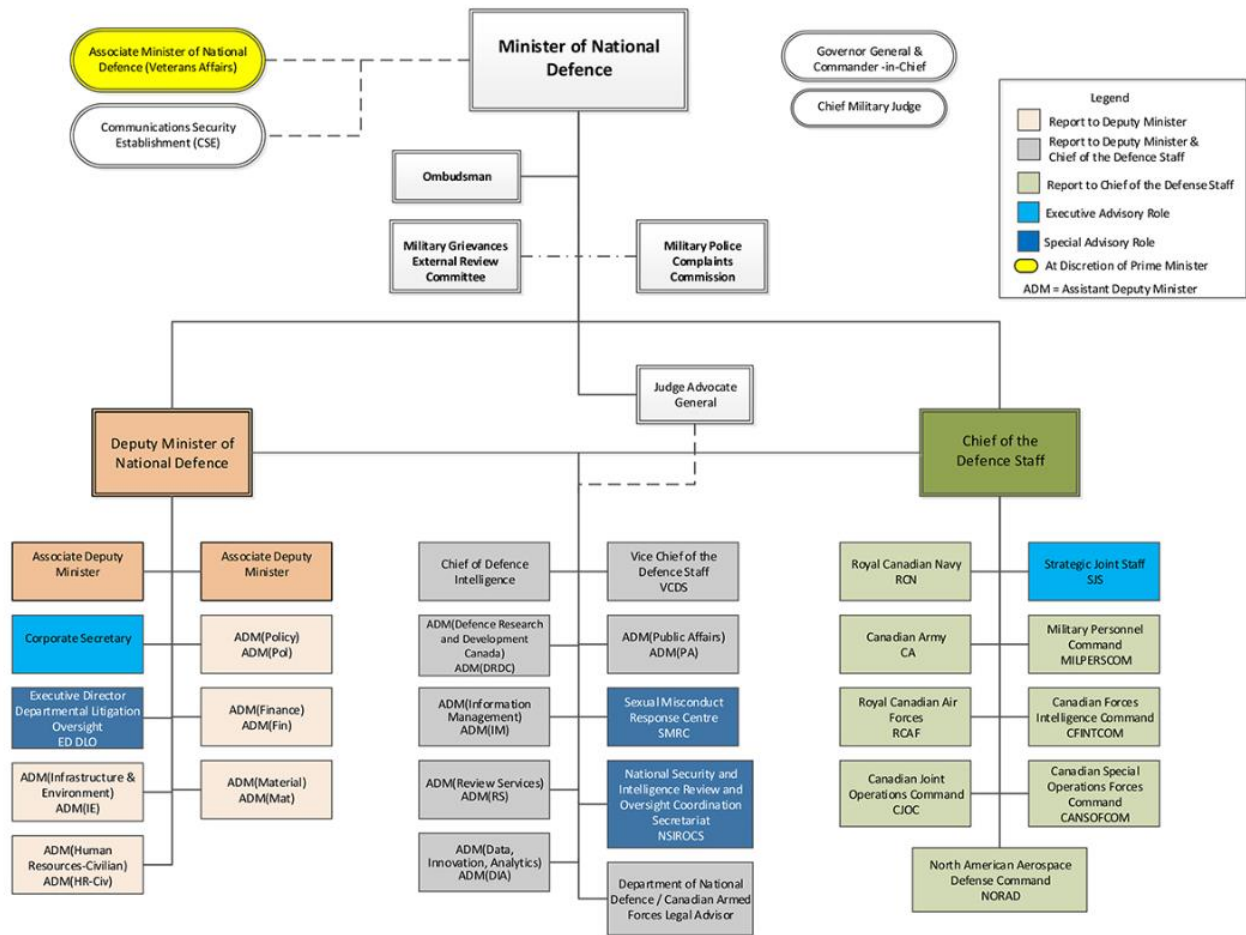 Minister of National
Defence
Associate Minister of National
Defence (Veterans Affairs)
Communications Security
Establishment (CSE)
Governor General &
Commander -in-Chief
Chief Military Judge
Legend
Report to Deputy Minister
Report to Deputy Minister &
Chief of the Defence Staff
Report to Chief of the Defense Staff
Executive Advisory Role
Special Advisory Role
At Discretion of Prime Minister
ADM = Assistant Deputy Minister
Ombudsman
Military Grievances
External Review
Committee
Military Police
Complaints
Commission
Judge Advocate
General
Deputy Minister of
National Defence
Chief of the
Defence Staff
Associate Deputy
Minister
Associate Deputy
Minister
Corporate Secretary
ADM(Policy)
ADM(Pol)
Executive Director
Departmental Litigation
Oversight
ED DLO
ADM(Finance)
ADM(Fin)
ADM(Infrastructure &
Environment)
ADM(IE)
ADM(Material)
ADM(Mat)
ADM(Human
Resources-Civilian)
ADM(HR-Civ)
Chief of Defence
Intelligence
Vice Chief of the
Defence Staff
VCDS
ADM(Defence Research
and Development
Canada)
ADM(DRDC)
ADM(Public Affairs)
ADM(PA)
ADM(Information
Management)
ADM(IM)
Sexual Misconduct
Response Centre
SMRC
ADM(Review Services)
ADM(RS)
National Security and
Intelligence Review and
Oversight Coordination
Secretariat
NSIROCS
ADM(Data,
Innovation, Analytics)
ADM(DIA)
Department of National
Defence / Canadian Armed
Forces Legal Advisor
Royal Canadian Navy
RCN
Strategic Joint Staff
SJS
Canadian Army
CA
Military Personnel
Command
MILPERSCOM
Royal Canadian Air
Forces
RCAF
Canadian Forces
Intelligence Command
CFINTCOM
Canadian Joint
Operations Command
CJOC
Canadian Special
Operations Forces
Command
CANSOFCOM
North American Aerospace
Defense Command
NORAD